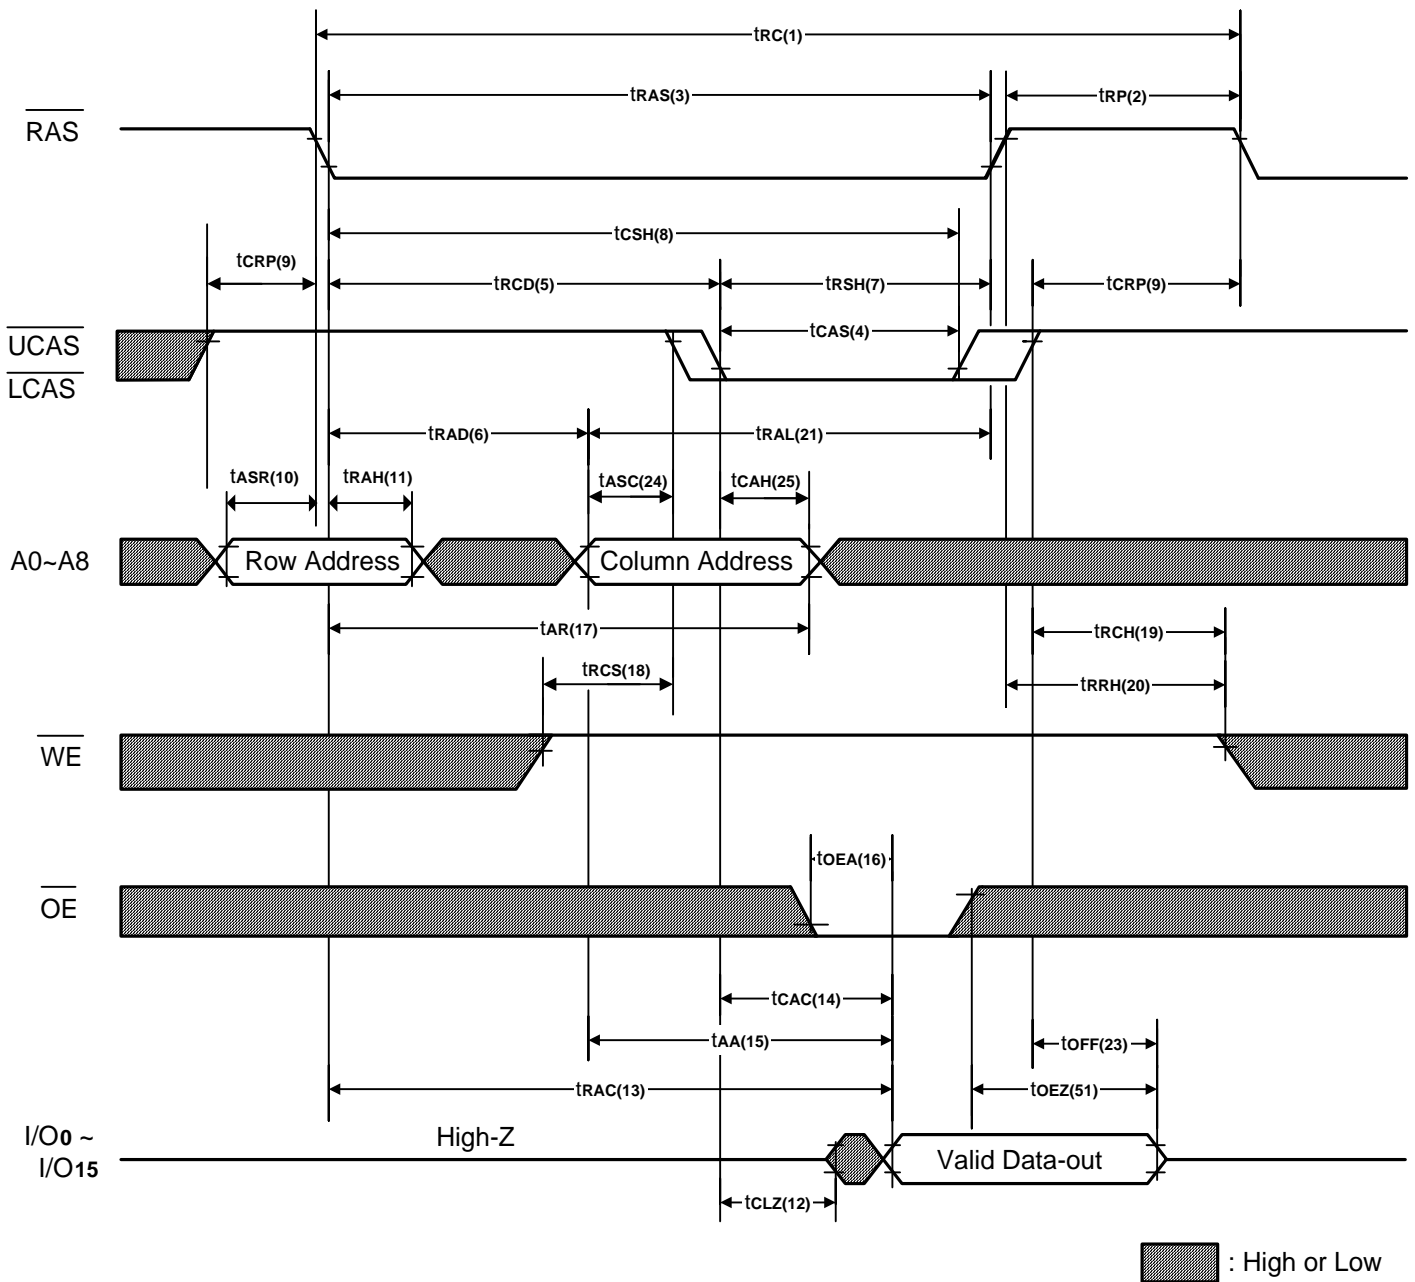 tRC(1)
tRAS(3)
tRP(2)
RAS
tCSH(8)
tCRP(9)
tRCD(5)
tRSH(7)
tCRP(9)
tCAS(4)
UCAS
LCAS
tRAD(6)
tRAL(21)
tASR(10)
tRAH(11)
tASC(24)
tCAH(25)
A0~A8
Row Address
Column Address
tAR(17)
tRCH(19)
tRCS(18)
tRRH(20)
WE
tOEA(16)
OE
tCAC(14)
tAA(15)
tOFF(23)
tRAC(13)
tOEZ(51)
I/O0 ~
I/O15
High-Z
Valid Data-out
tCLZ(12)
: High or Low